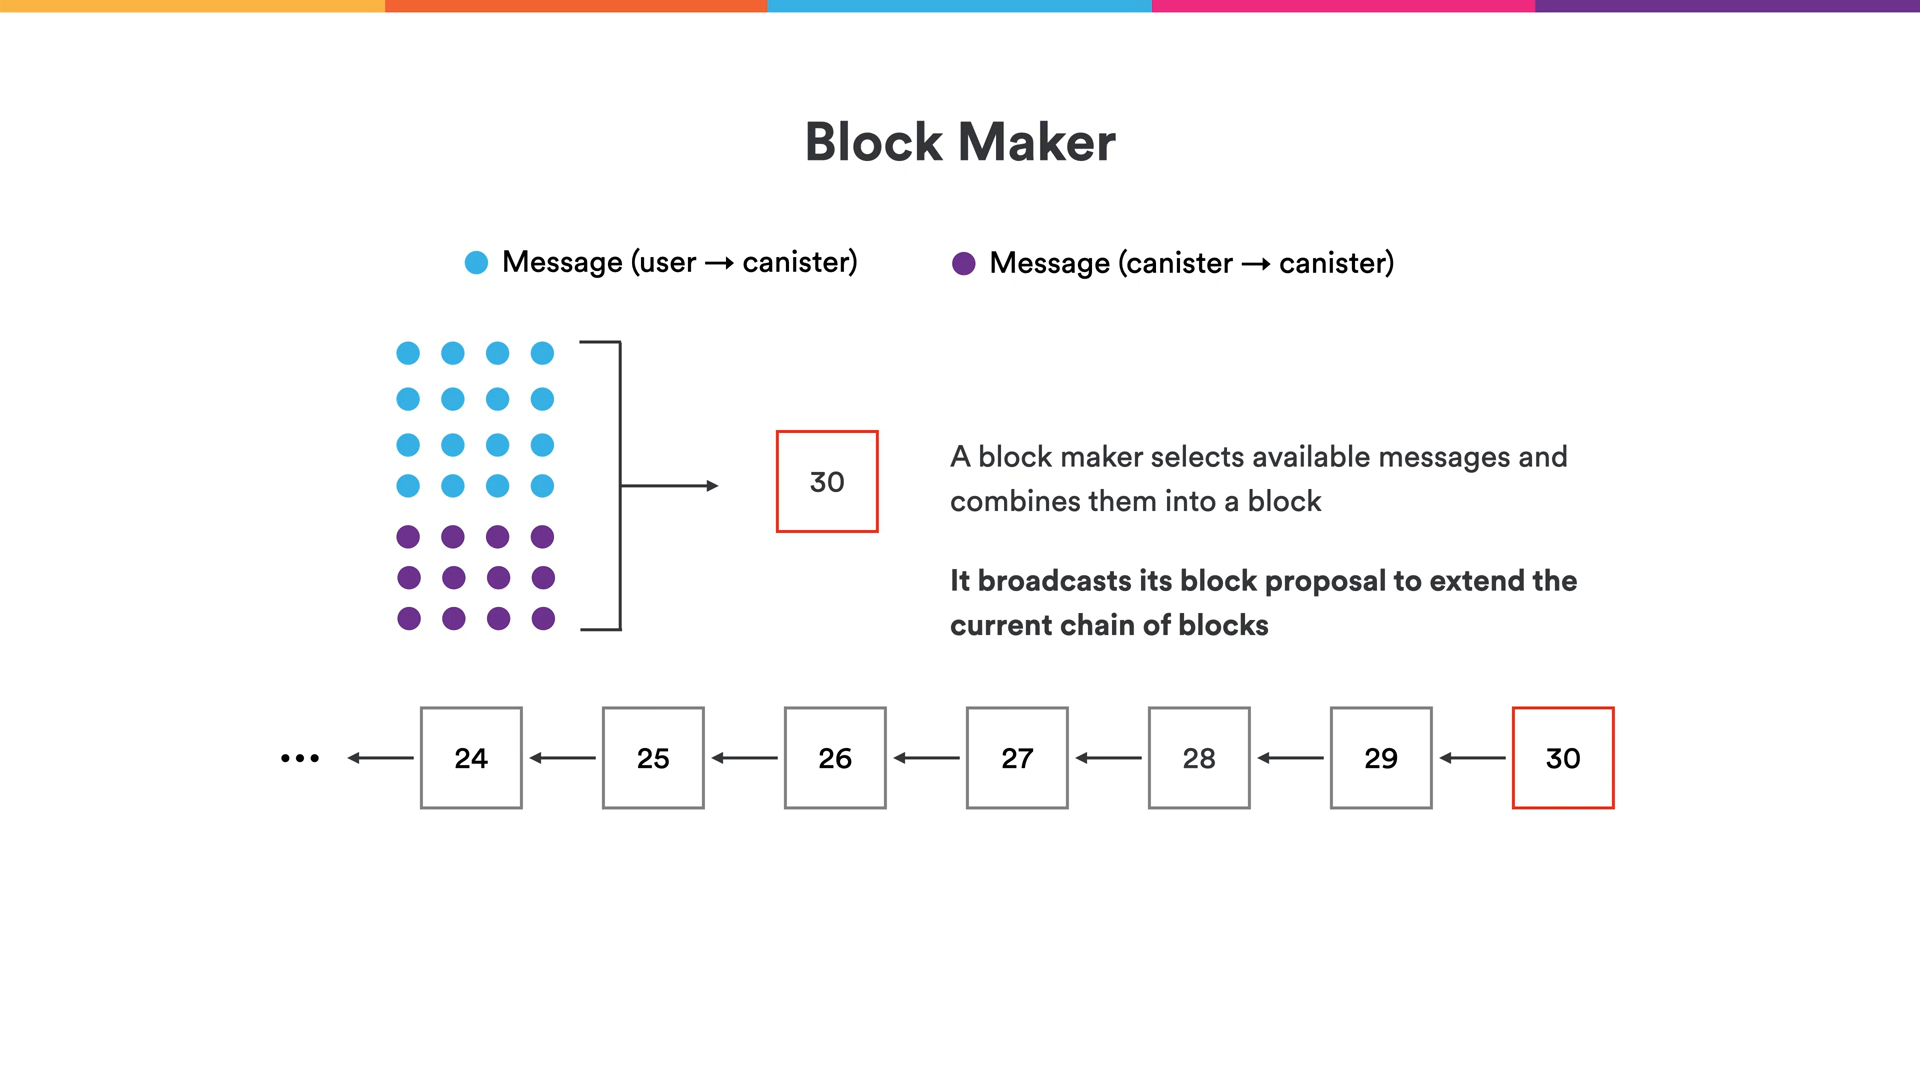 Block Maker
Message (user → canister)
Message (canister → canister)
30
A block maker selects available messages and
combines them into a block
It broadcasts its block proposal to extend the
current chain of blocks
... 24 25 26 27 28 29 30